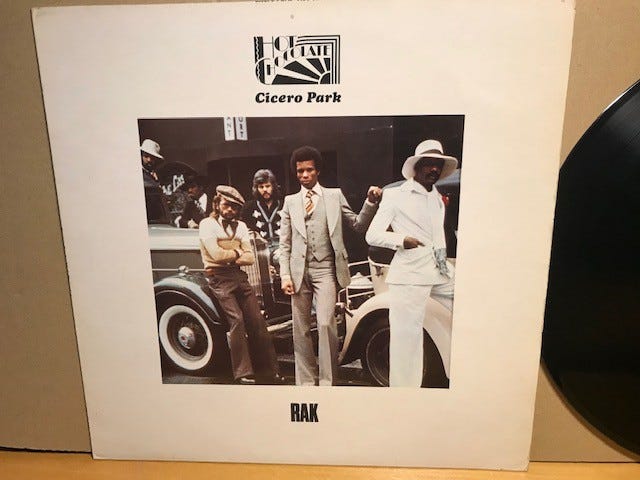 HOT
CHOCOLATE
Cicero Park
RAK